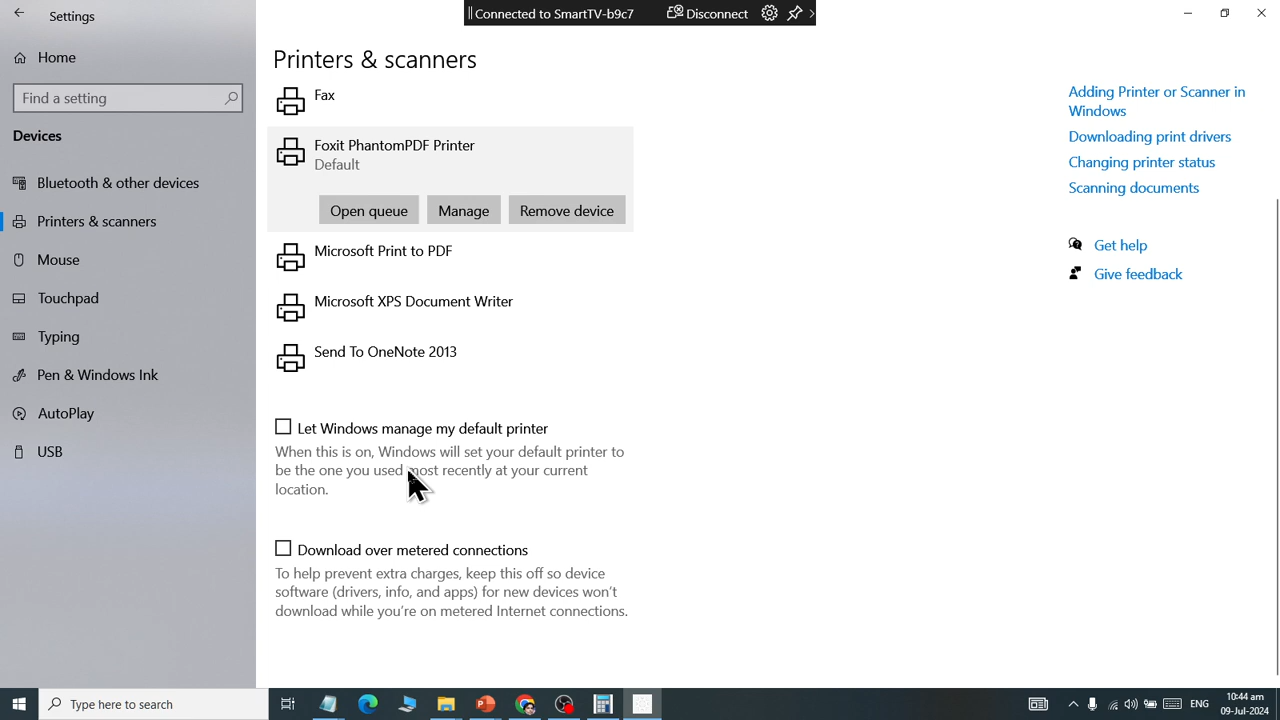 Settings
Connected to SmartTV-b9c7
Disconnect
Home
Find a setting
Devices
Bluetooth & other devices
Printers & scanners
Mouse
Touchpad
Typing
Pen & Windows Ink
AutoPlay
USB
Printers & scanners
Fax
Foxit PhantomPDF Printer
Default
Open queue
Manage
Remove device
Microsoft Print to PDF
Microsoft XPS Document Writer
Send To OneNote 2013
Let Windows manage my default printer
When this is on, Windows will set your default printer to
be the one you used most recently at your current
location.
Download over metered connections
To help prevent extra charges, keep this off so device
software (drivers, info, and apps) for new devices won't
download while you're on metered Internet connections.
Adding Printer or Scanner in
Windows
Downloading print drivers
Changing printer status
Scanning documents
Get help
Give feedback
Type here to search
ENG
10:44 am
09-Jul-2024